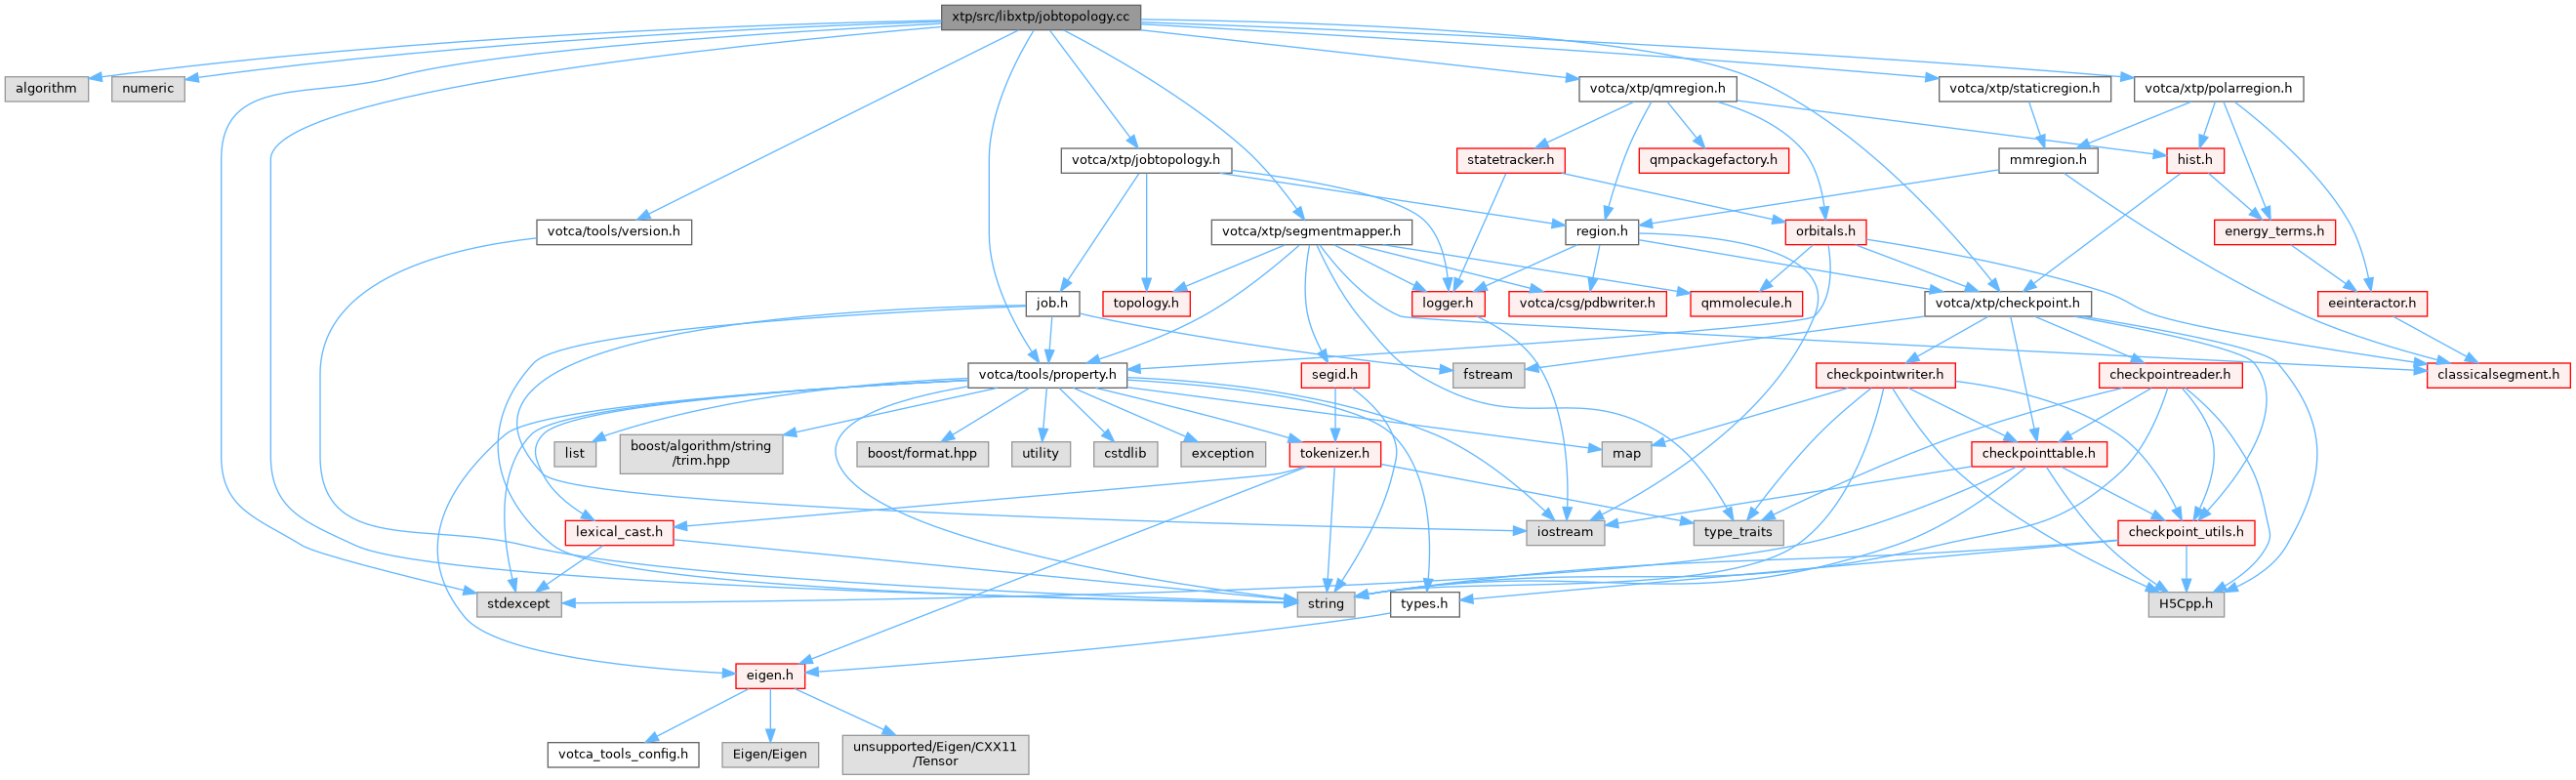 xtp/src/libxtp/jobtopology.cc
algorithm
numeric
votca/xtp/qmregion.h
votca/xtp/staticregion.h
votca/xtp/polarregion.h
votca/xtp/jobtopology.h
statetracker.h
qmpackagefactory.h
mmregion.h
hist.h
votca/tools/version.h
votca/xtp/segmentmapper.h
region.h
orbitals.h
energy_terms.h
job.h
topology.h
logger.h
votca/csg/pdbwriter.h
qmmolecule.h
votca/xtp/checkpoint.h
eeinteractor.h
votca/tools/property.h
segid.h
fstream
checkpointwriter.h
checkpointreader.h
classicalsegment.h
list
boost/algorithm/string
/trim.hpp
boost/format.hpp
utility
cstdlib
exception
tokenizer.h
map
checkpointtable.h
lexical_cast.h
iostream
type_traits
checkpoint_utils.h
stdexcept
string
types.h
H5Cpp.h
eigen.h
votca_tools_config.h
Eigen/Eigen
unsupported/Eigen/CXX11
/Tensor